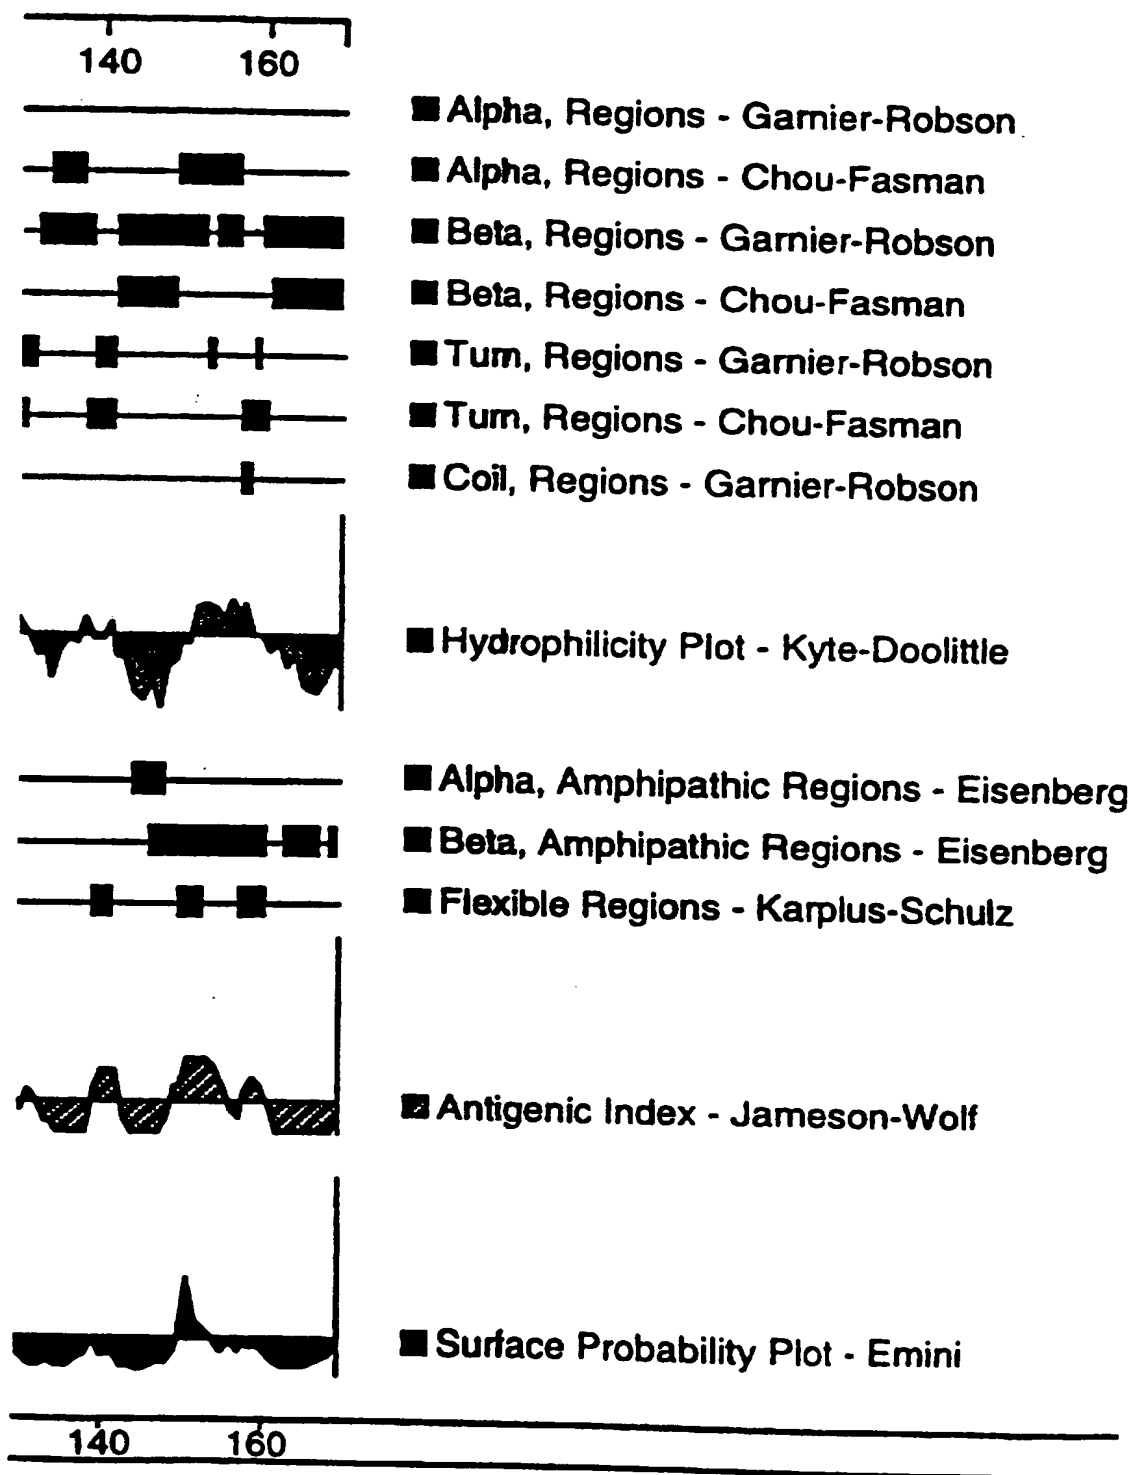 140 160
Alpha, Regions - Garnier-Robson
Alpha, Regions - Chou-Fasman
Beta, Regions - Garnier-Robson
Beta, Regions - Chou-Fasman
Turn, Regions - Garnier-Robson
Turn, Regions - Chou-Fasman
Coil, Regions - Garnier-Robson
Hydrophilicity Plot - Kyte-Doolittle
Alpha, Amphipathic Regions - Eisenberg
Beta, Amphipathic Regions - Eisenberg
Flexible Regions - Karplus-Schulz
Antigenic Index - Jameson-Wolf
Surface Probability Plot - Emini
140 160